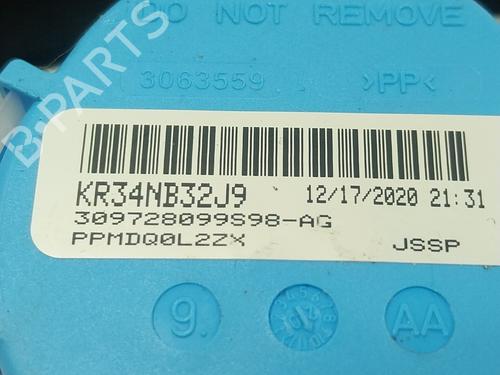 DO NOT REMOVE
B-PARTS
3063559 >PP<
KR34NB32J9 12/17/2020 21:31
309728099S98-AG
PPMDQ0L2ZX JSSP
9. AA